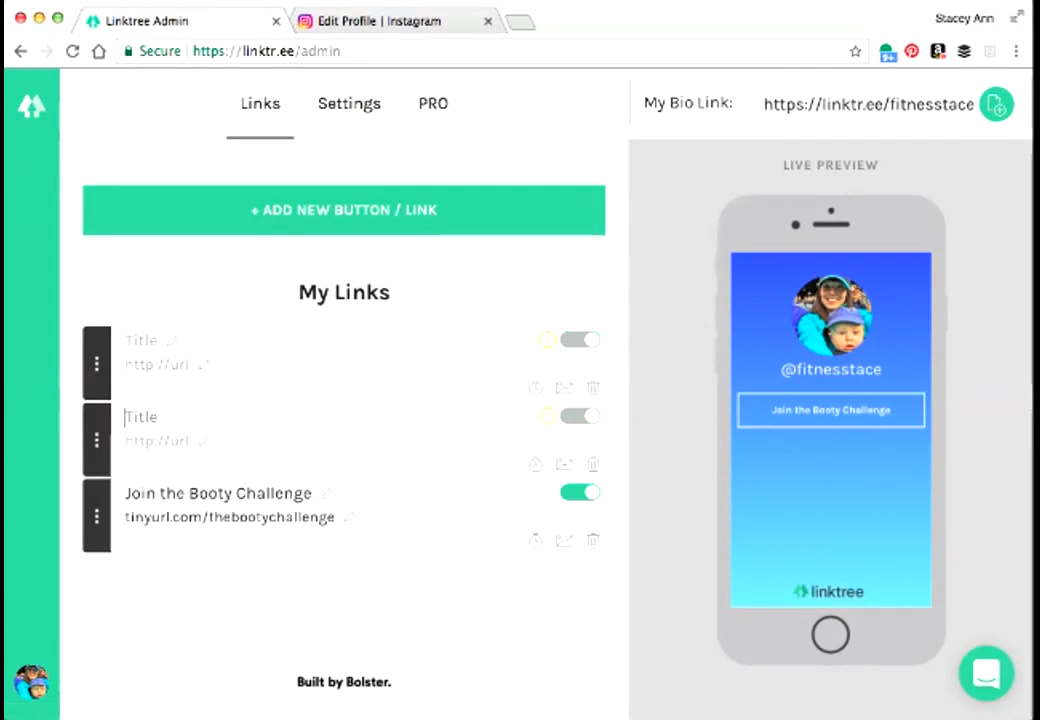 Linktree Admin
Edit Profile | Instagram
Stacey Ann
Secure
https://linktr.ee/admin
9+
Links
Settings
PRO
My Bio Link:
https://linktr.ee/fitnesstace
+ ADD NEW BUTTON / LINK
LIVE PREVIEW
My Links
Title
http://url
Title
http://url
Join the Booty Challenge
tinyurl.com/thebootychallenge
@fitnesstace
Join the Booty Challenge
linktree
Built by Bolster.